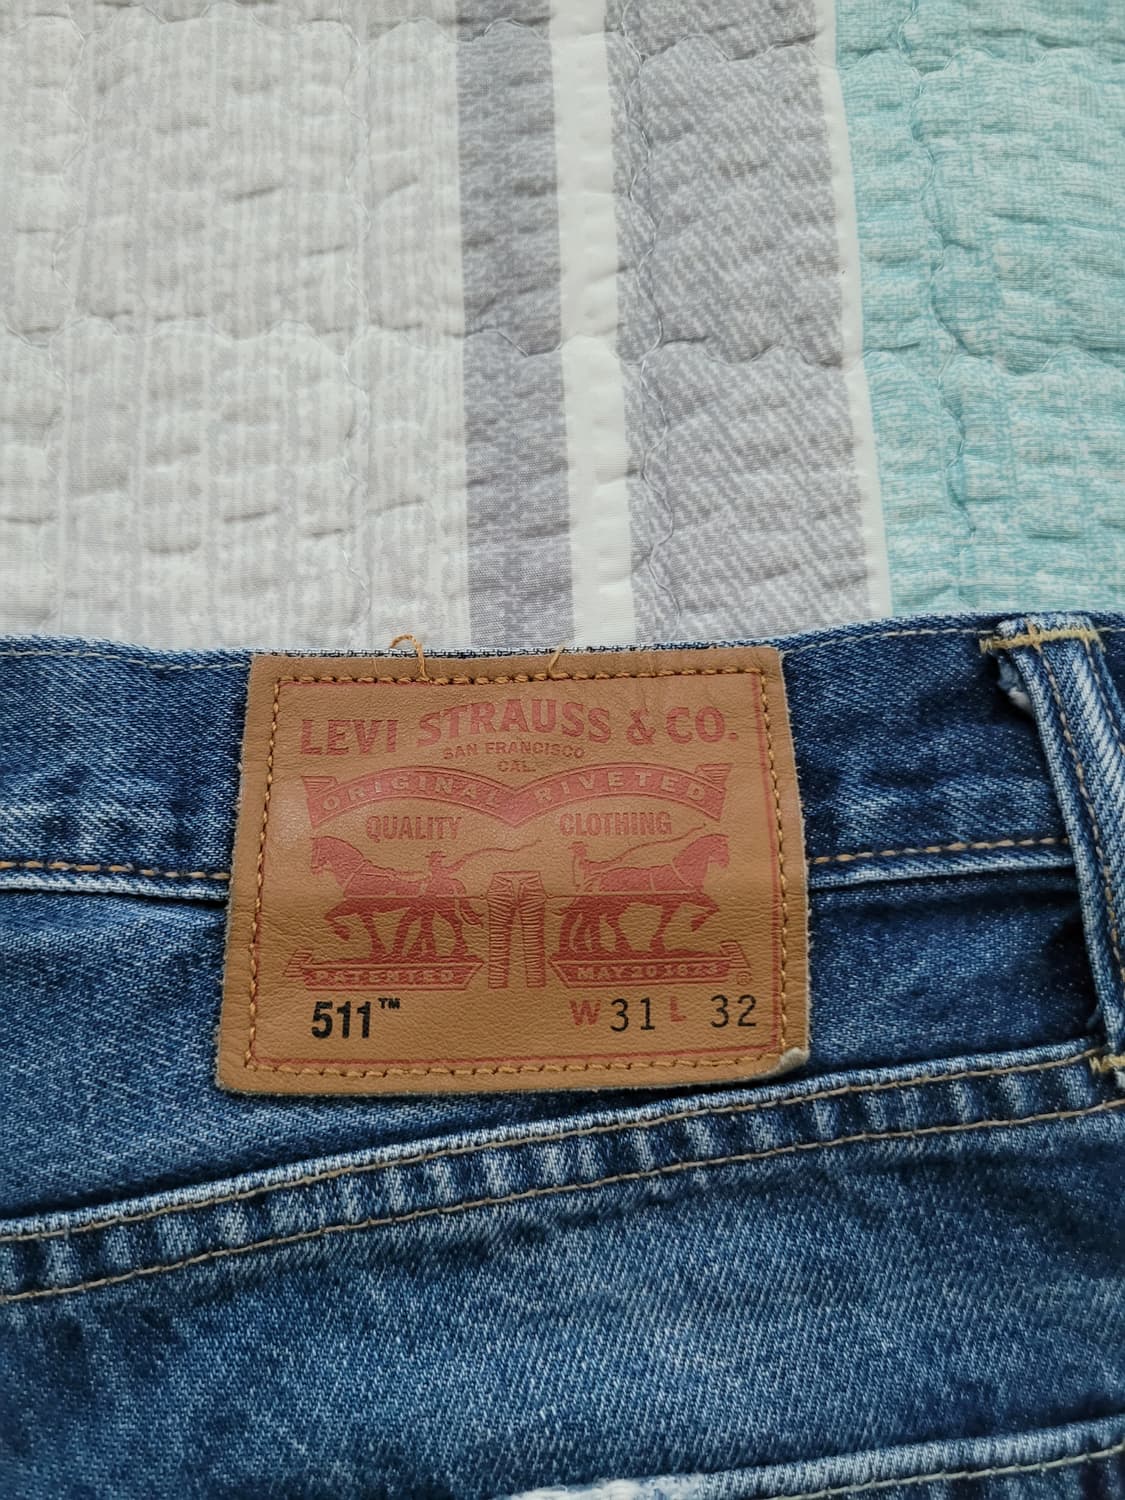 LEVI STRAUSS & CO.
SAN FRANCISCO
CAL.
ORIGINAL RIVETED
QUALITY CLOTHING
PATENTED MAY 20 1873
®
511™ W 31 L 32